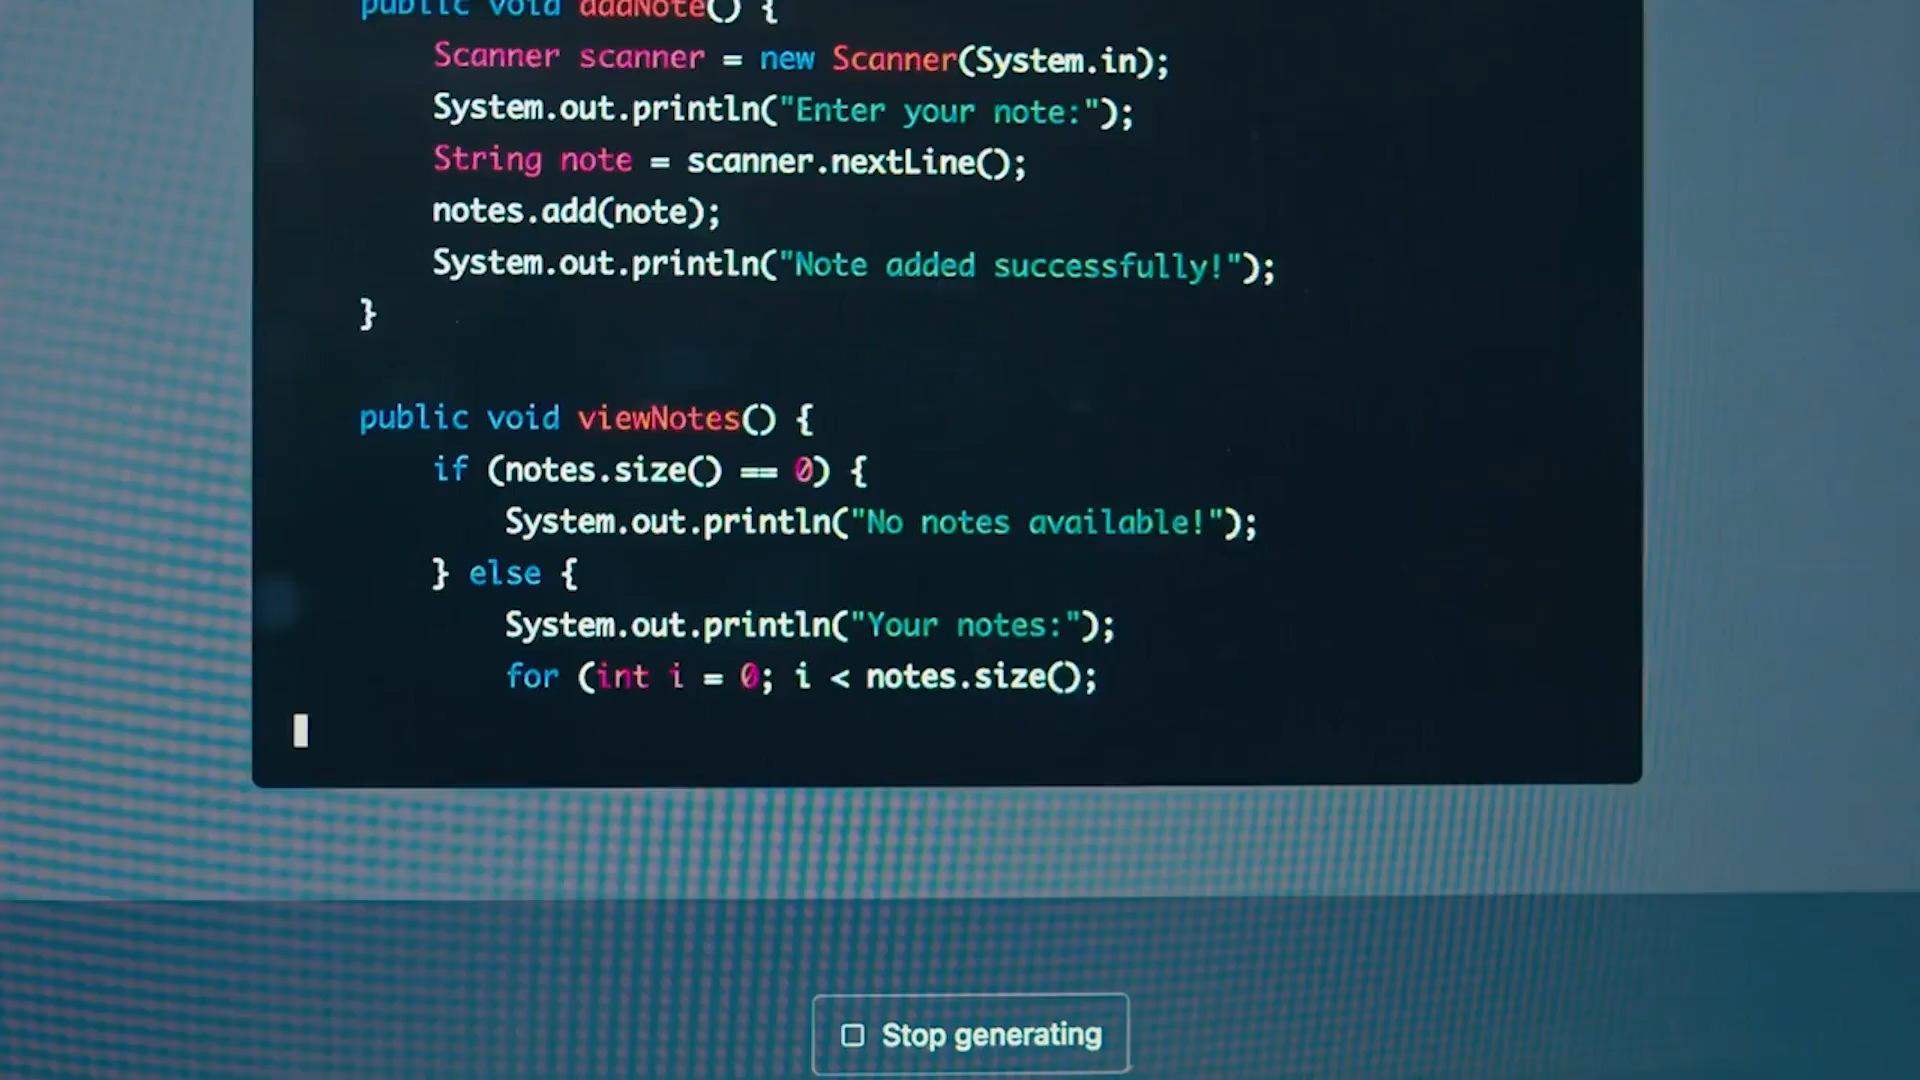 public void addNote() {
Scanner scanner = new Scanner(System.in);
System.out.println("Enter your note:");
String note = scanner.nextLine();
notes.add(note);
System.out.println("Note added successfully!");
}
public void viewNotes() {
if (notes.size() == 0) {
System.out.println("No notes available!");
} else {
System.out.println("Your notes:");
for (int i = 0; i < notes.size();
Stop generating